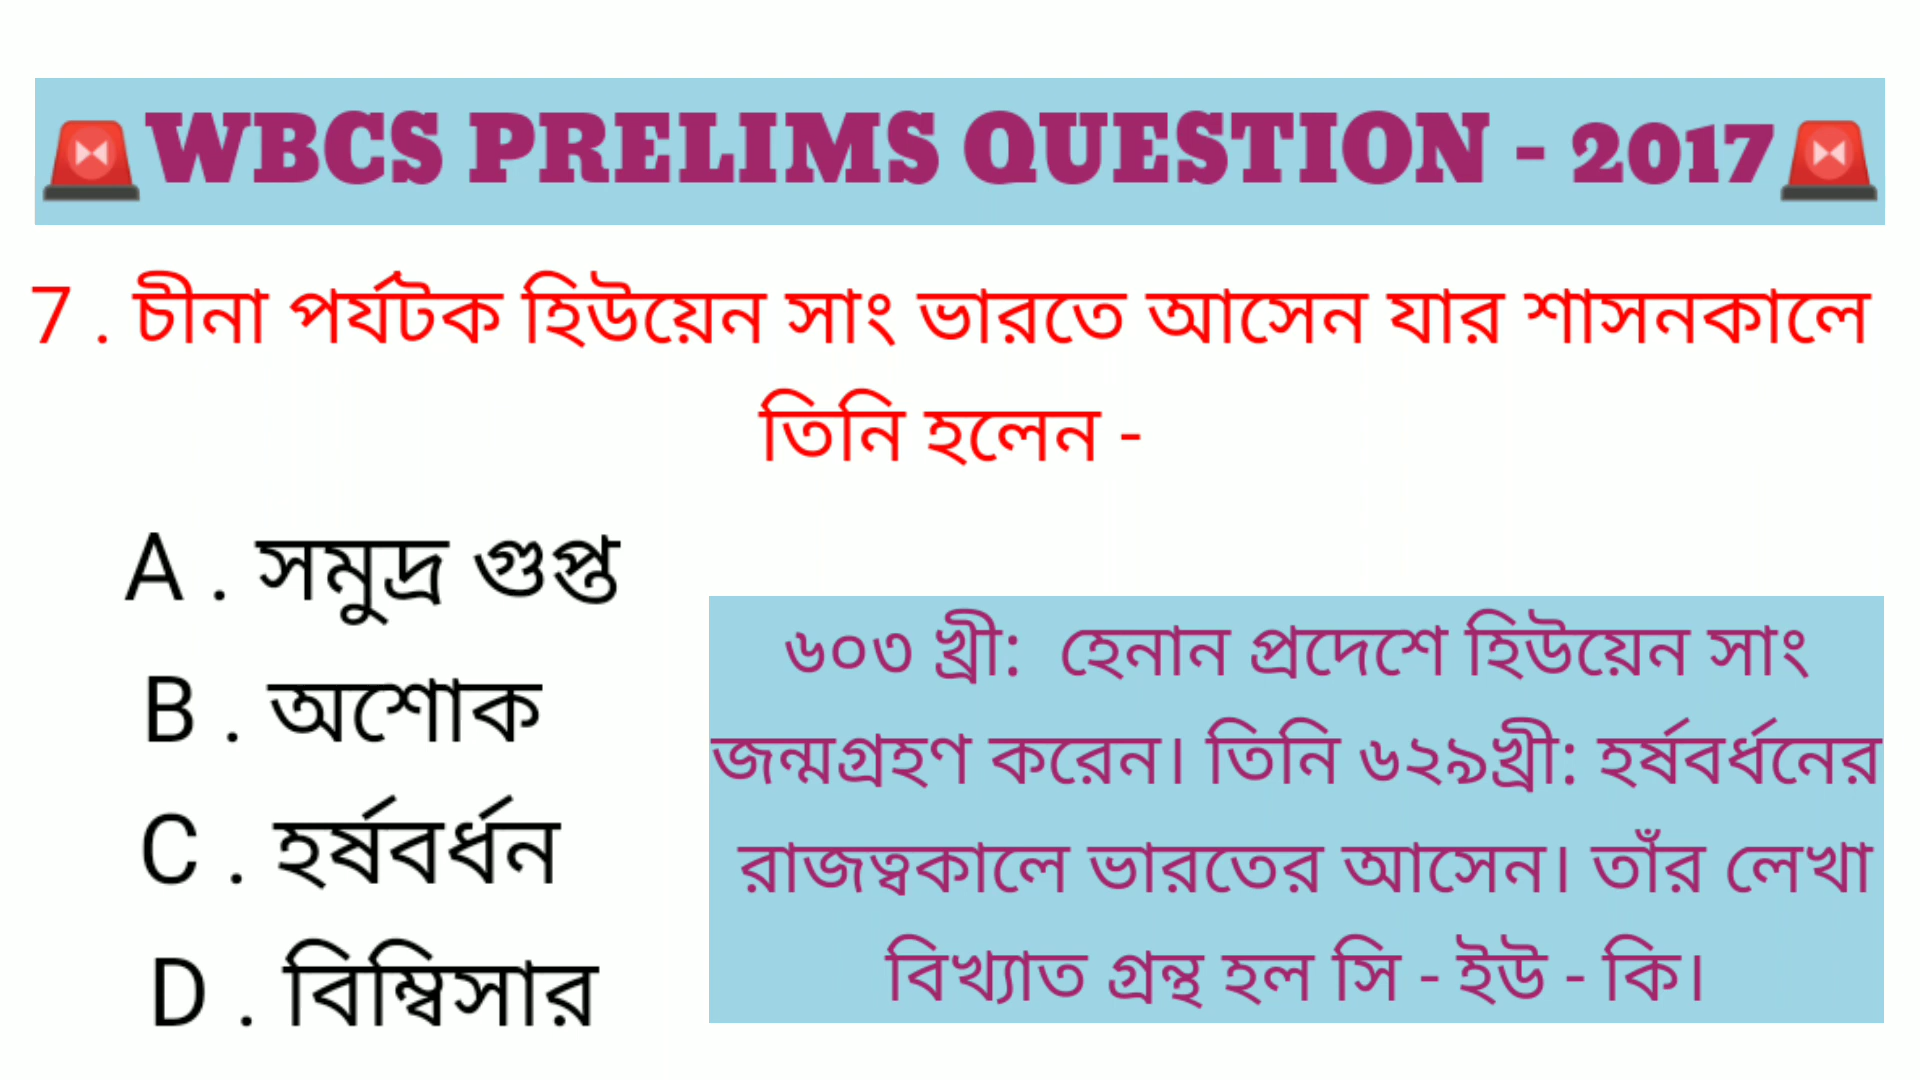 🚨WBCS PRELIMS QUESTION - 2017🚨
7 . চীনা পর্যটক হিউয়েন সাং ভারতে আসেন যার শাসনকালে
তিনি হলেন -
A . সমুদ্র গুপ্ত
B . অশোক
C . হর্ষবর্ধন
D . বিম্বিসার
৬০৩ খ্রী: হেনান প্রদেশে হিউয়েন সাং
জন্মগ্রহণ করেন। তিনি ৬২৯খ্রী: হর্ষবর্ধনের
রাজত্বকালে ভারতের আসেন। তাঁর লেখা
বিখ্যাত গ্রন্থ হল সি - ইউ - কি।